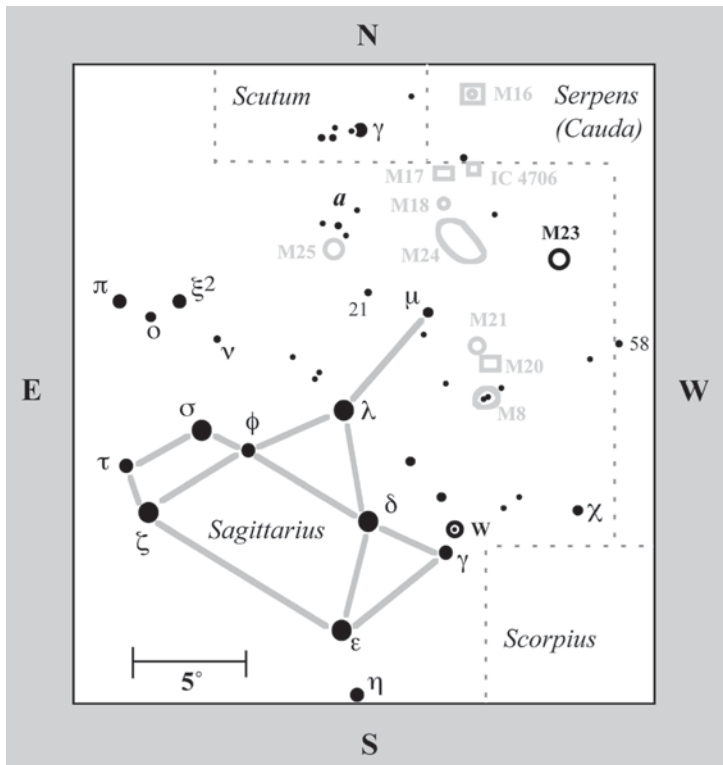 N
Scutum
Serpens
(Cauda)
M16
γ
M17
IC 4706
M18
a
M23
M25
M24
π
ξ2
ο
21
μ
ν
M21
58
M20
E
W
M8
λ
σ
φ
τ
δ
χ
ζ
Sagittarius
w
γ
ε
Scorpius
5°
η
S